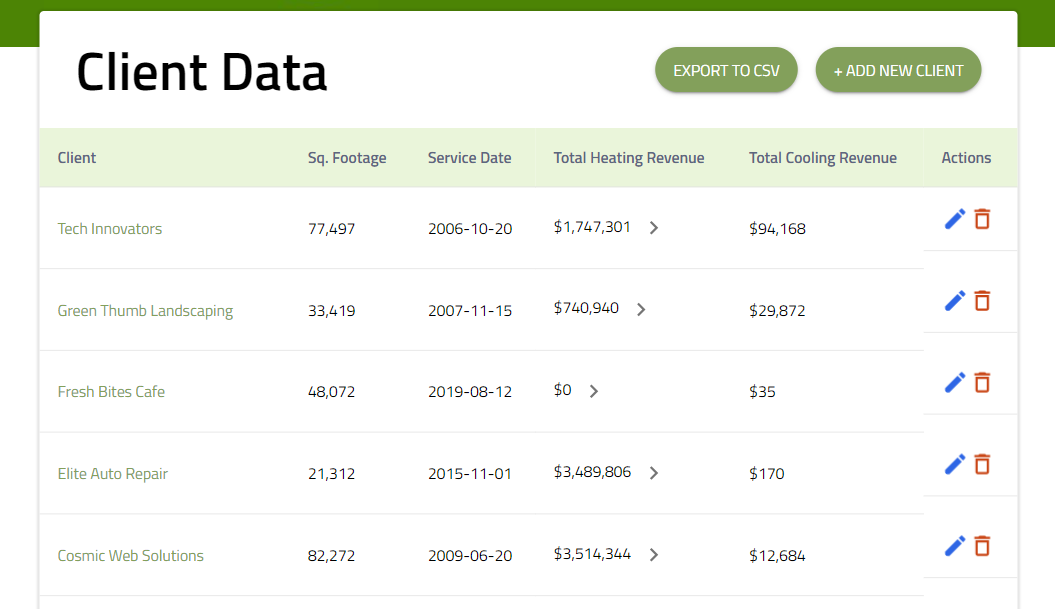 Client Data
EXPORT TO CSV
+ ADD NEW CLIENT
Client Sq. Footage Service Date Total Heating Revenue Total Cooling Revenue Actions
Tech Innovators 77,497 2006-10-20 $1,747,301 $94,168
Green Thumb Landscaping 33,419 2007-11-15 $740,940 $29,872
Fresh Bites Cafe 48,072 2019-08-12 $0 $35
Elite Auto Repair 21,312 2015-11-01 $3,489,806 $170
Cosmic Web Solutions 82,272 2009-06-20 $3,514,344 $12,684